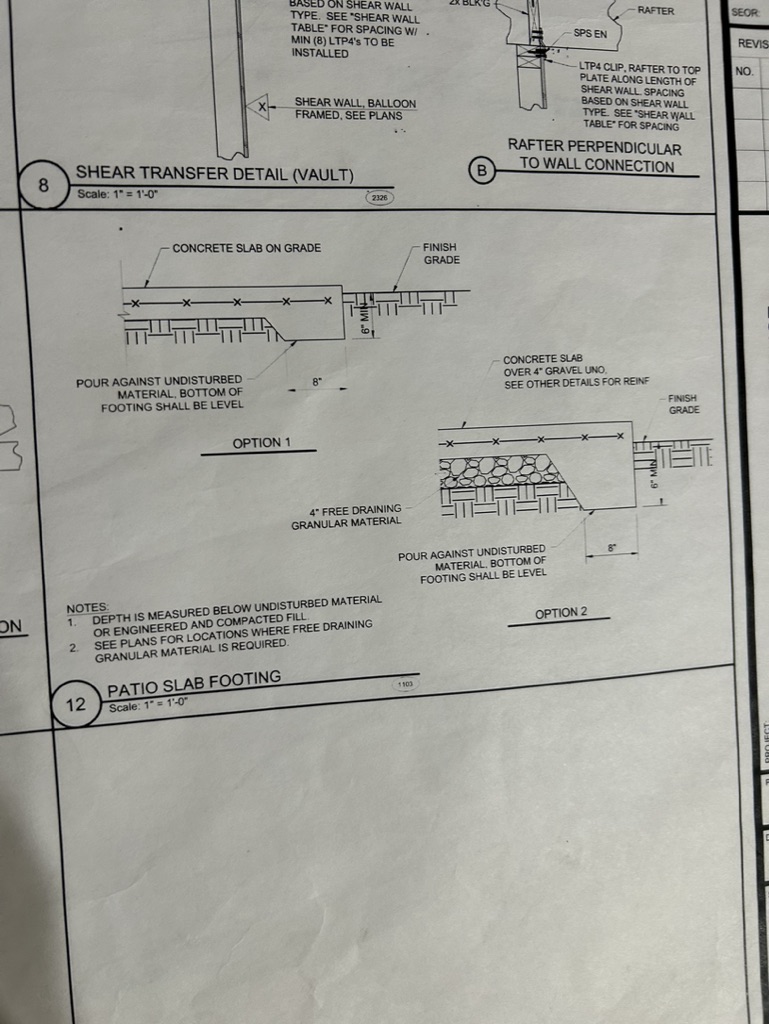 BASED ON SHEAR WALL
TYPE. SEE "SHEAR WALL
TABLE" FOR SPACING W/
MIN (8) LTP4's TO BE
INSTALLED
SHEAR WALL, BALLOON
FRAMED, SEE PLANS
X
8
SHEAR TRANSFER DETAIL (VAULT)
Scale: 1" = 1'-0"
2326
2x BLK'G
RAFTER
SPS EN
LTP4 CLIP, RAFTER TO TOP
PLATE ALONG LENGTH OF
SHEAR WALL. SPACING
BASED ON SHEAR WALL
TYPE. SEE "SHEAR WALL
TABLE" FOR SPACING
B
RAFTER PERPENDICULAR
TO WALL CONNECTION
SEOR:
REVIS
NO.
CONCRETE SLAB ON GRADE
FINISH
GRADE
6" MIN
8"
POUR AGAINST UNDISTURBED
MATERIAL, BOTTOM OF
FOOTING SHALL BE LEVEL
OPTION 1
CONCRETE SLAB
OVER 4" GRAVEL UNO.
SEE OTHER DETAILS FOR REINF
FINISH
GRADE
6" MIN
8"
4" FREE DRAINING
GRANULAR MATERIAL
POUR AGAINST UNDISTURBED
MATERIAL, BOTTOM OF
FOOTING SHALL BE LEVEL
OPTION 2
NOTES:
1. DEPTH IS MEASURED BELOW UNDISTURBED MATERIAL
OR ENGINEERED AND COMPACTED FILL
2. SEE PLANS FOR LOCATIONS WHERE FREE DRAINING
GRANULAR MATERIAL IS REQUIRED.
12
PATIO SLAB FOOTING
Scale: 1" = 1'-0"
1103
ON
PROJECT: